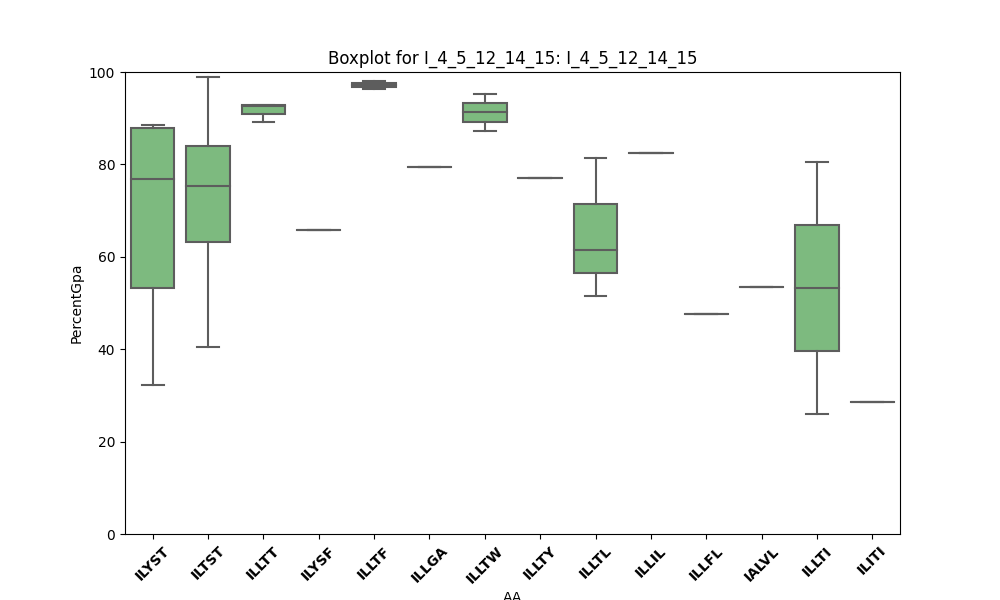 Boxplot for I_4_5_12_14_15: I_4_5_12_14_15
100
80
60
40
20
0
PercentGpa
ILYST ILTST ILLTT ILYSF ILLTF ILLGA ILLTW ILLTY ILLTL ILLIL ILLFL IALVL ILLTI ILITI
AA